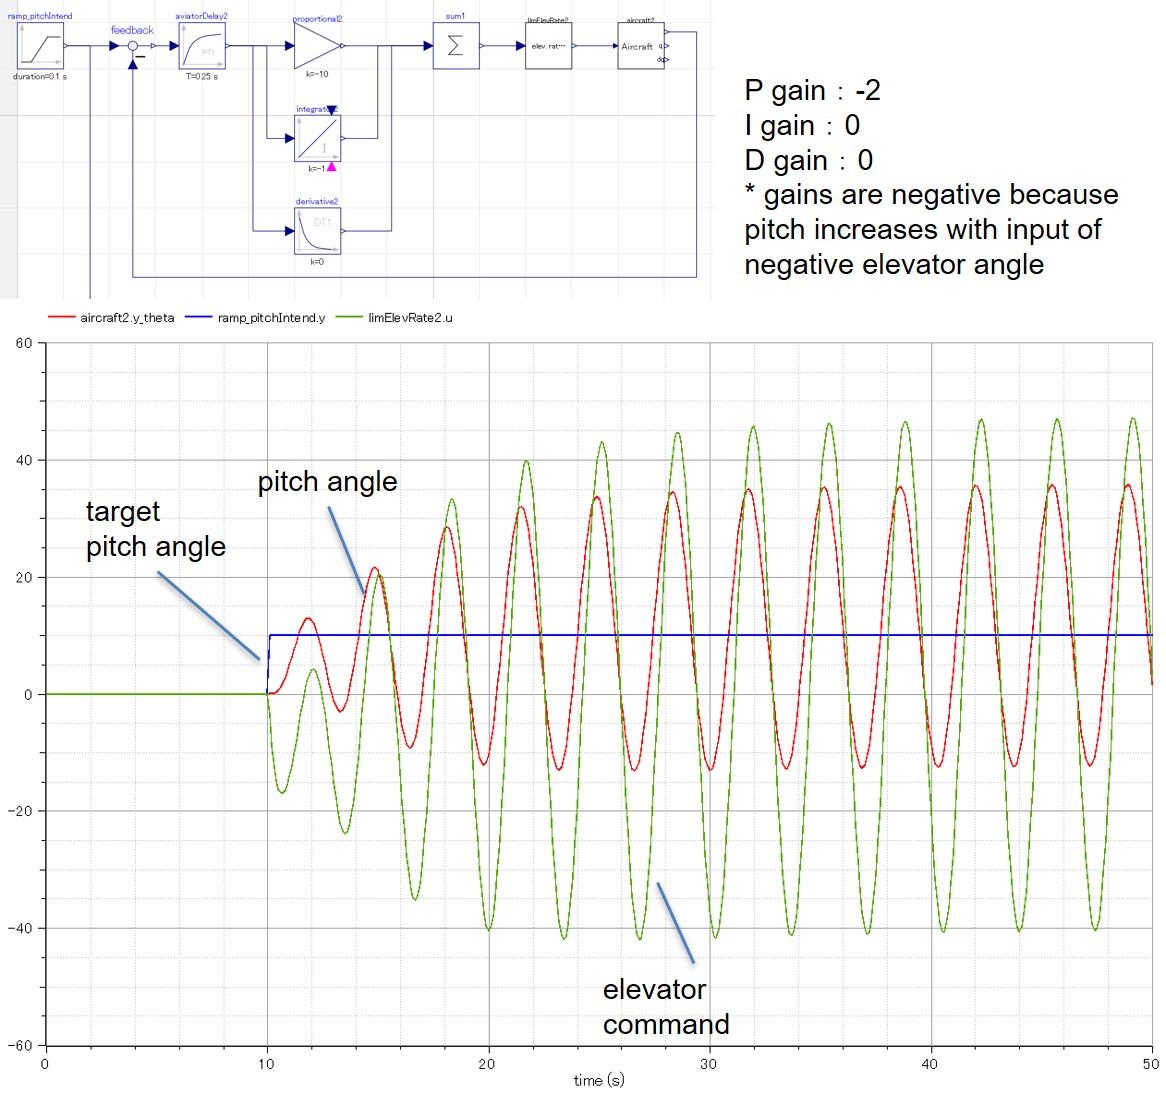 ramp_pitchIntend
duration=0.1 s
feedback
aviatorDelay2
PT1
T=0.25 s
proportional2
k=-10
I
k=-1
derivative2
DT1
k=0
sum1
Σ
limElevRate2
elev. rat⋯
aircraft2
Aircraft
q
dq
P gain : -2
I gain : 0
D gain : 0
* gains are negative because
pitch increases with input of
negative elevator angle
aircraft2.y_theta
ramp_pitchIntend.y
limElevRate2.u
60
40
20
0
-20
-40
-60
target
pitch angle
pitch angle
elevator
command
0
10
20
30
40
50
time (s)